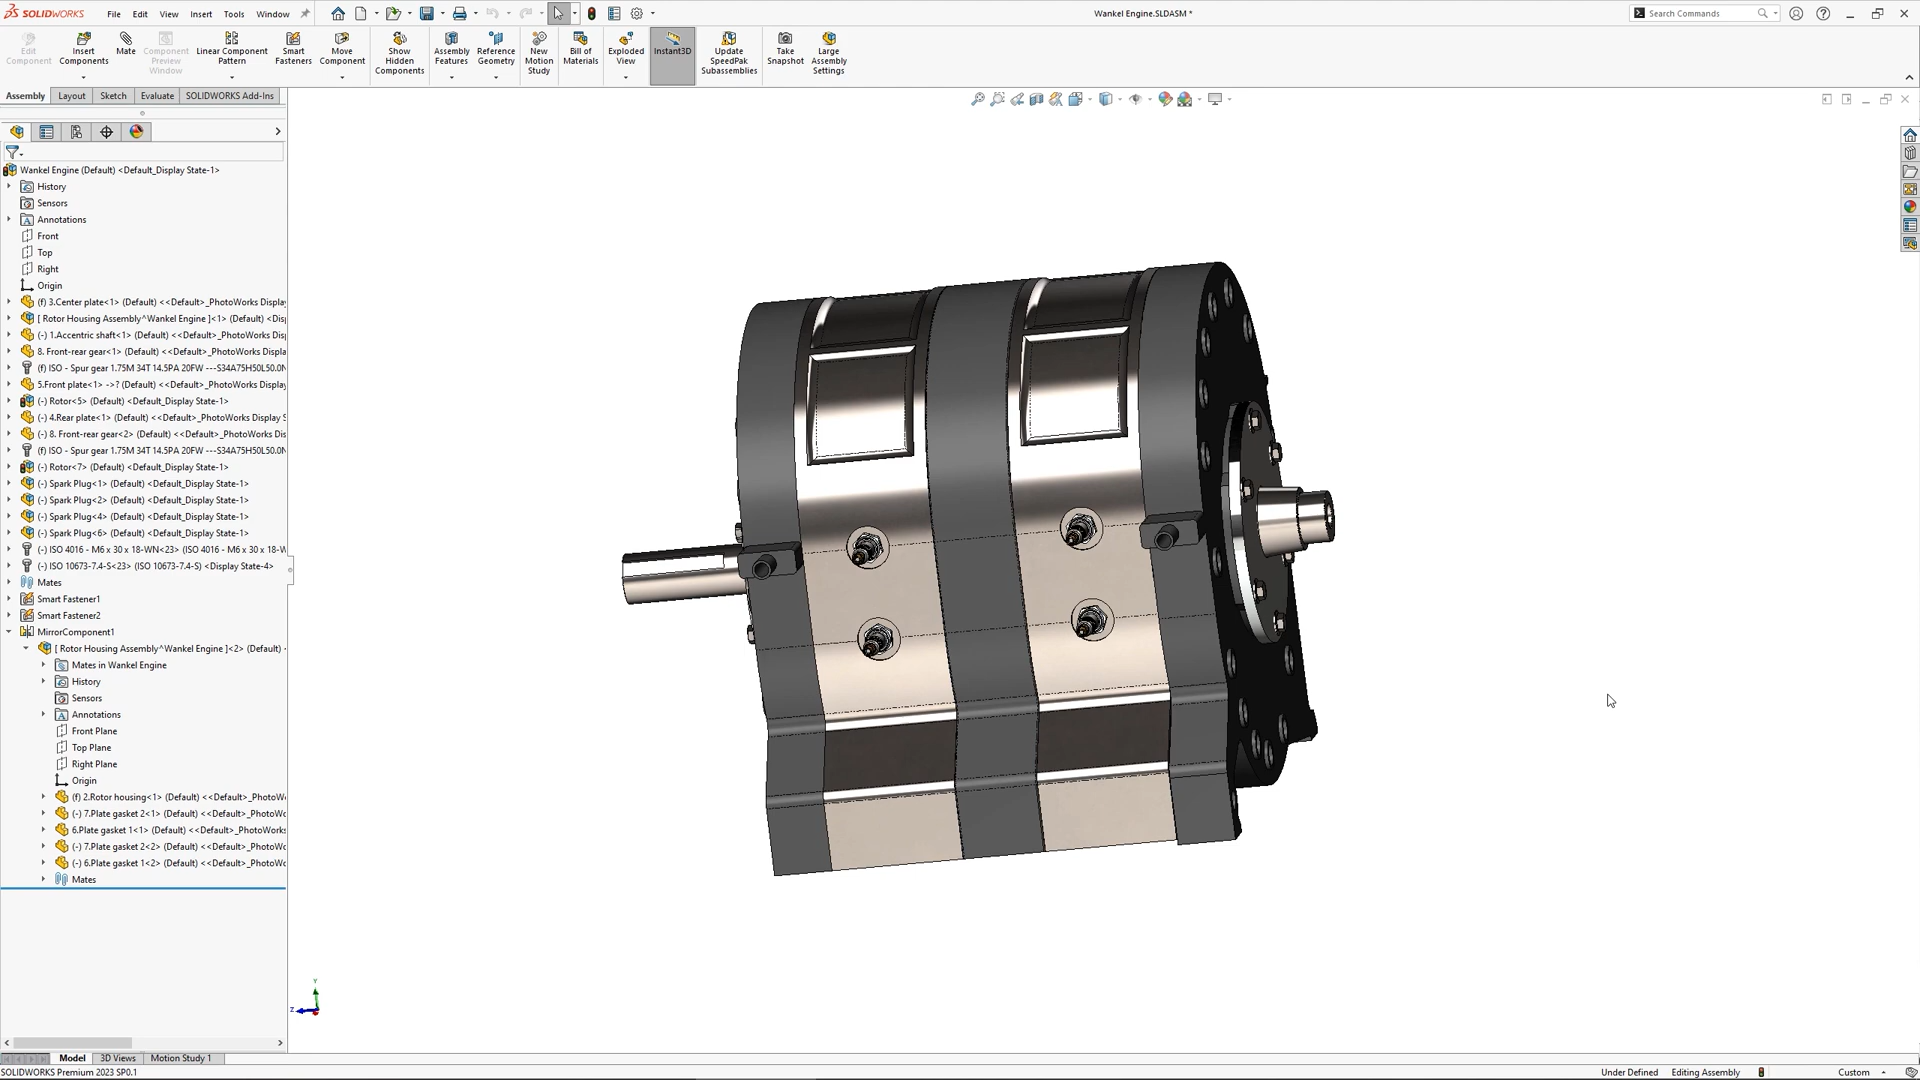 SOLIDWORKS
File Edit View Insert Tools Window
Wankel Engine.SLDASM *
Search Commands
Edit Component
Insert Components
Mate
Component Preview Window
Linear Component Pattern
Smart Fasteners
Move Component
Show Hidden Components
Assembly Features
Reference Geometry
New Motion Study
Bill of Materials
Exploded View
Instant3D
Update SpeedPak Subassemblies
Take Snapshot
Large Assembly Settings
Assembly Layout Sketch Evaluate SOLIDWORKS Add-Ins
Wankel Engine (Default) <Default_Display State-1>
History
Sensors
Annotations
Front
Top
Right
Origin
(f) 3.Center plate<1> (Default) <<Default>_PhotoWorks Display
[ Rotor Housing Assembly^Wankel Engine ]<1> (Default) <Dis
(-) 1.Accentric shaft<1> (Default) <<Default>_PhotoWorks Dis
8. Front-rear gear<1> (Default) <<Default>_PhotoWorks Displa
(f) ISO - Spur gear 1.75M 34T 14.5PA 20FW ---S34A75H50L50.0N
5.Front plate<1> ->? (Default) <<Default>_PhotoWorks Display
(-) Rotor<5> (Default) <Default_Display State-1>
(-) 4.Rear plate<1> (Default) <<Default>_PhotoWorks Display S
(-) 8. Front-rear gear<2> (Default) <<Default>_PhotoWorks Dis
(f) ISO - Spur gear 1.75M 34T 14.5PA 20FW ---S34A75H50L50.0N
(-) Rotor<7> (Default) <Default_Display State-1>
(-) Spark Plug<1> (Default) <Default_Display State-1>
(-) Spark Plug<2> (Default) <Default_Display State-1>
(-) Spark Plug<4> (Default) <Default_Display State-1>
(-) Spark Plug<6> (Default) <Default_Display State-1>
(-) ISO 4016 - M6 x 30 x 18-WN<23> (ISO 4016 - M6 x 30 x 18-W
(-) ISO 10673-7.4-S<23> (ISO 10673-7.4-S) <Display State-4>
Mates
Smart Fastener1
Smart Fastener2
MirrorComponent1
[ Rotor Housing Assembly^Wankel Engine ]<2> (Default)
Mates in Wankel Engine
History
Sensors
Annotations
Front Plane
Top Plane
Right Plane
Origin
(f) 2.Rotor housing<1> (Default) <<Default>_PhotoW
(-) 7.Plate gasket 2<1> (Default) <<Default>_PhotoWo
6.Plate gasket 1<1> (Default) <<Default>_PhotoWorks
(-) 7.Plate gasket 2<2> (Default) <<Default>_PhotoWo
(-) 6.Plate gasket 1<2> (Default) <<Default>_PhotoWo
Mates
Y
Z
Model 3D Views Motion Study 1
SOLIDWORKS Premium 2023 SP0.1
Under Defined Editing Assembly Custom